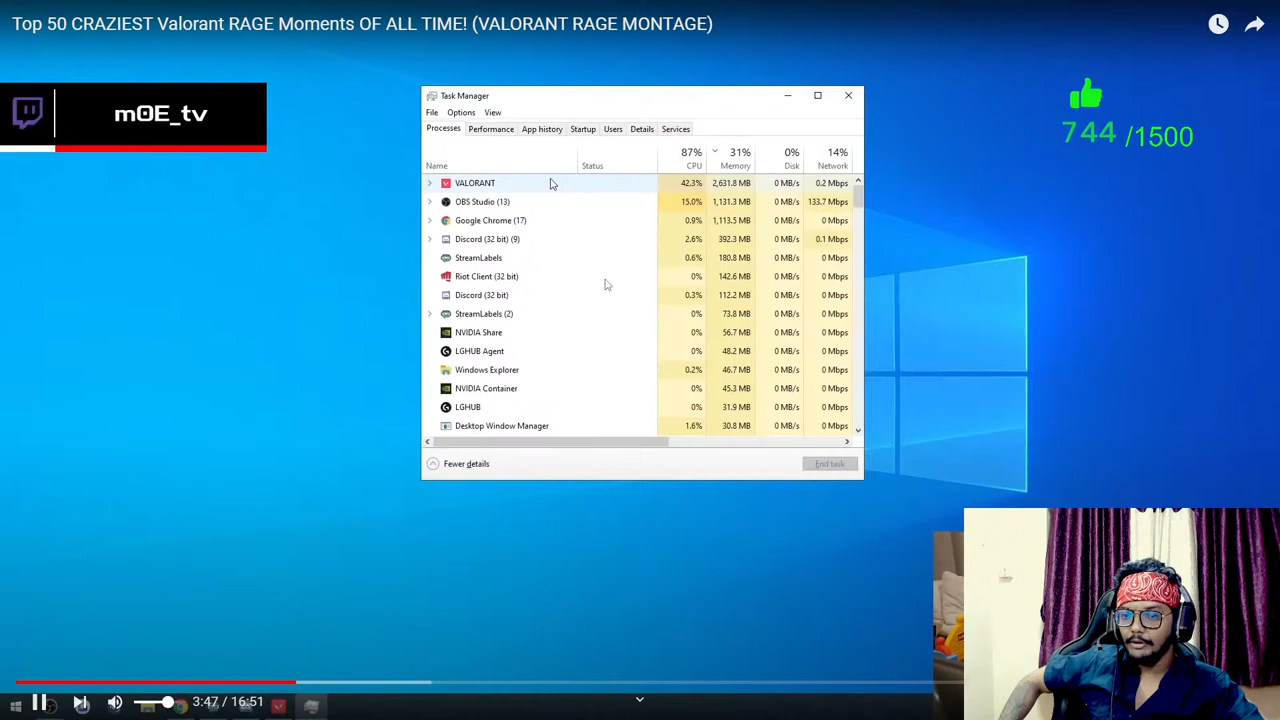 Top 50 CRAZIEST Valorant RAGE Moments OF ALL TIME! (VALORANT RAGE MONTAGE)
m0E_tv
744 /1500
Task Manager
File Options View
Processes Performance App history Startup Users Details Services
87% 31% 0% 14%
Name Status CPU Memory Disk Network
VALORANT 42.3% 2,631.8 MB 0 MB/s 0.2 Mbps
OBS Studio (13) 15.0% 1,131.3 MB 0 MB/s 133.7 Mbps
Google Chrome (17) 0.9% 1,113.5 MB 0 MB/s 0 Mbps
Discord (32 bit) (9) 2.6% 392.3 MB 0 MB/s 0.1 Mbps
StreamLabels 0.6% 180.8 MB 0 MB/s 0 Mbps
Riot Client (32 bit) 0% 142.6 MB 0 MB/s 0 Mbps
Discord (32 bit) 0.3% 112.2 MB 0 MB/s 0 Mbps
StreamLabels (2) 0% 73.8 MB 0 MB/s 0 Mbps
NVIDIA Share 0% 56.7 MB 0 MB/s 0 Mbps
LGHUB Agent 0% 48.2 MB 0 MB/s 0 Mbps
Windows Explorer 0.2% 46.7 MB 0 MB/s 0 Mbps
NVIDIA Container 0% 45.3 MB 0 MB/s 0 Mbps
LGHUB 0% 31.9 MB 0 MB/s 0 Mbps
Desktop Window Manager 1.6% 30.8 MB 0 MB/s 0 Mbps
Fewer details End task
3:47 / 16:51